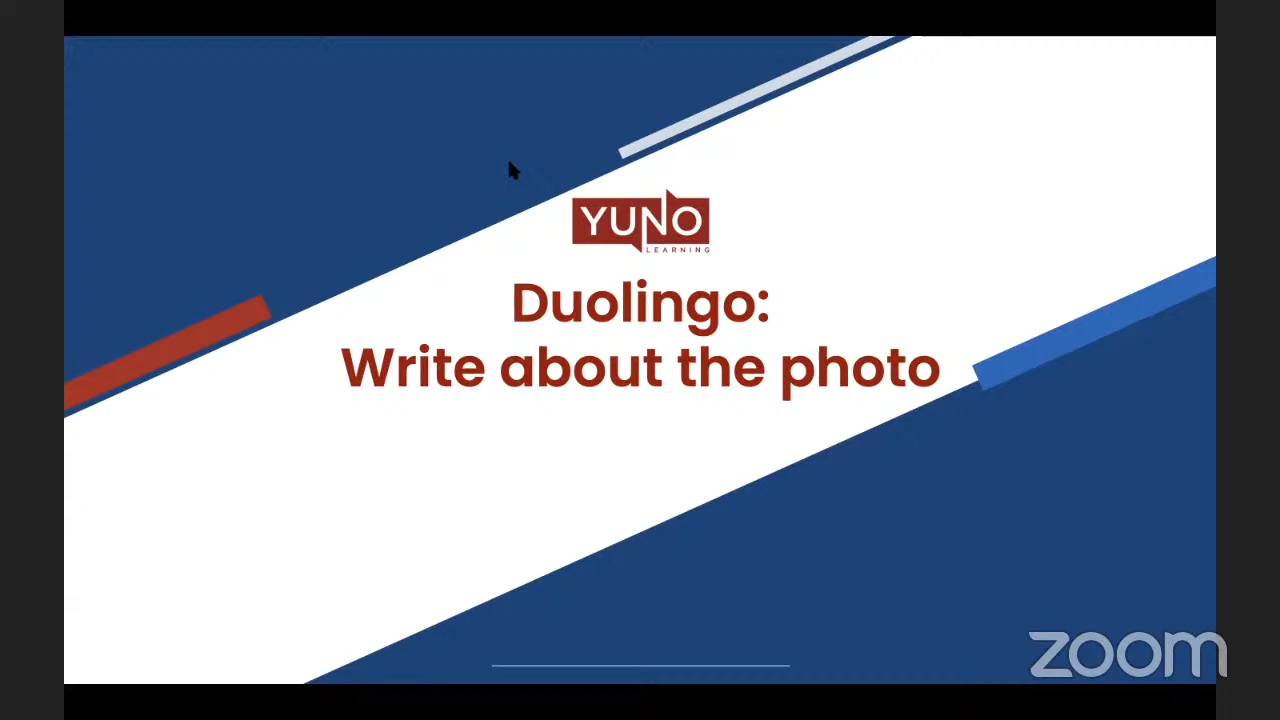 YUNO
LEARNING
Duolingo:
Write about the photo
zoom